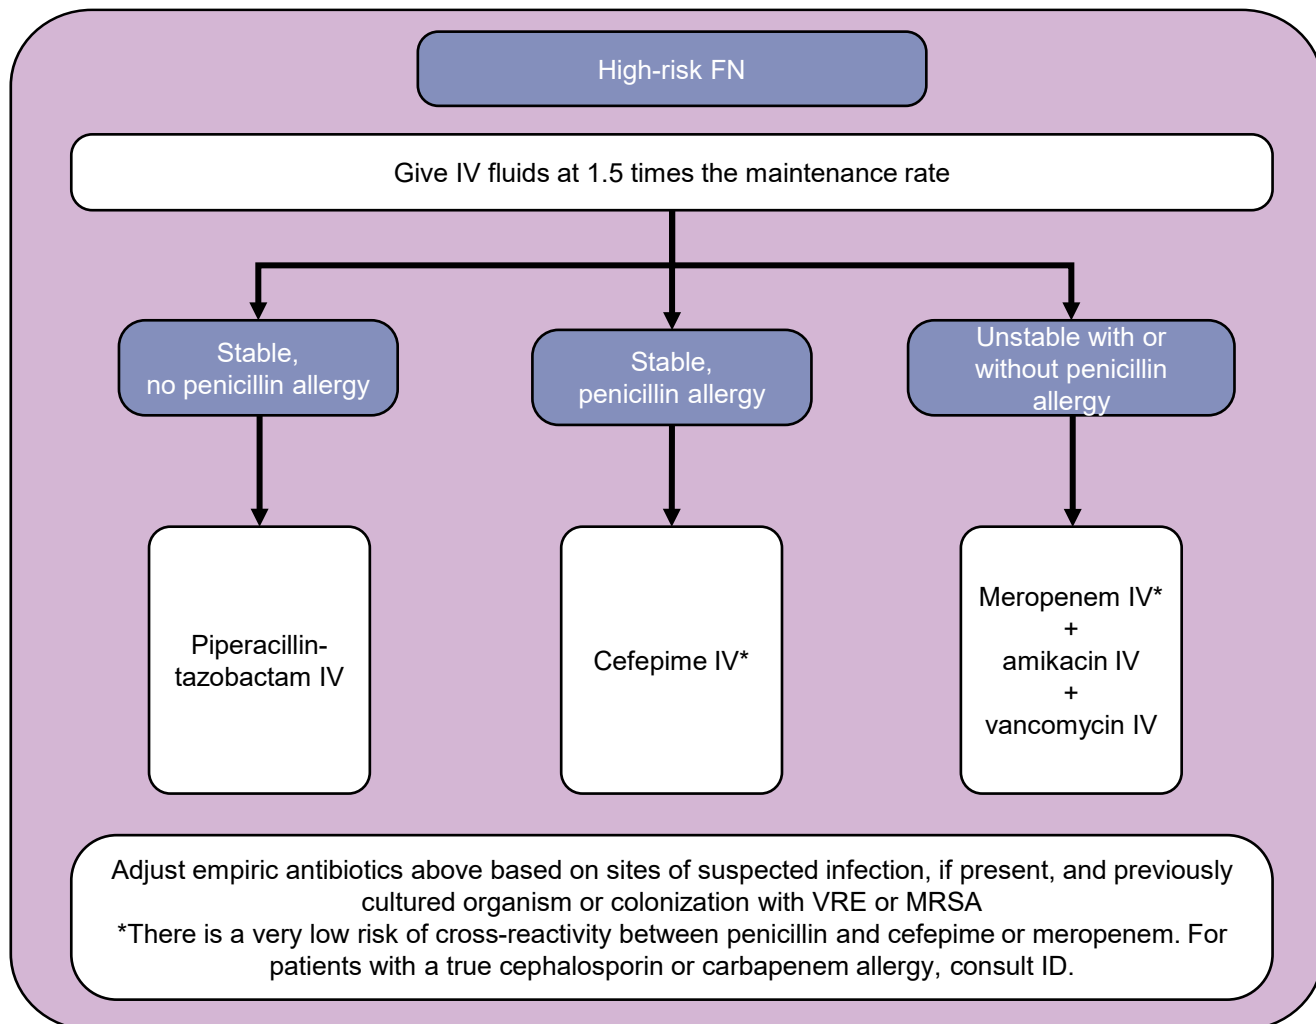 High-risk FN
Give IV fluids at 1.5 times the maintenance rate
Stable,
no penicillin allergy
Stable,
penicillin allergy
Unstable with or
without penicillin
allergy
Piperacillin-
tazobactam IV
Cefepime IV*
Meropenem IV*
+
amikacin IV
+
vancomycin IV
Adjust empiric antibiotics above based on sites of suspected infection, if present, and previously
cultured organism or colonization with VRE or MRSA
*There is a very low risk of cross-reactivity between penicillin and cefepime or meropenem. For
patients with a true cephalosporin or carbapenem allergy, consult ID.